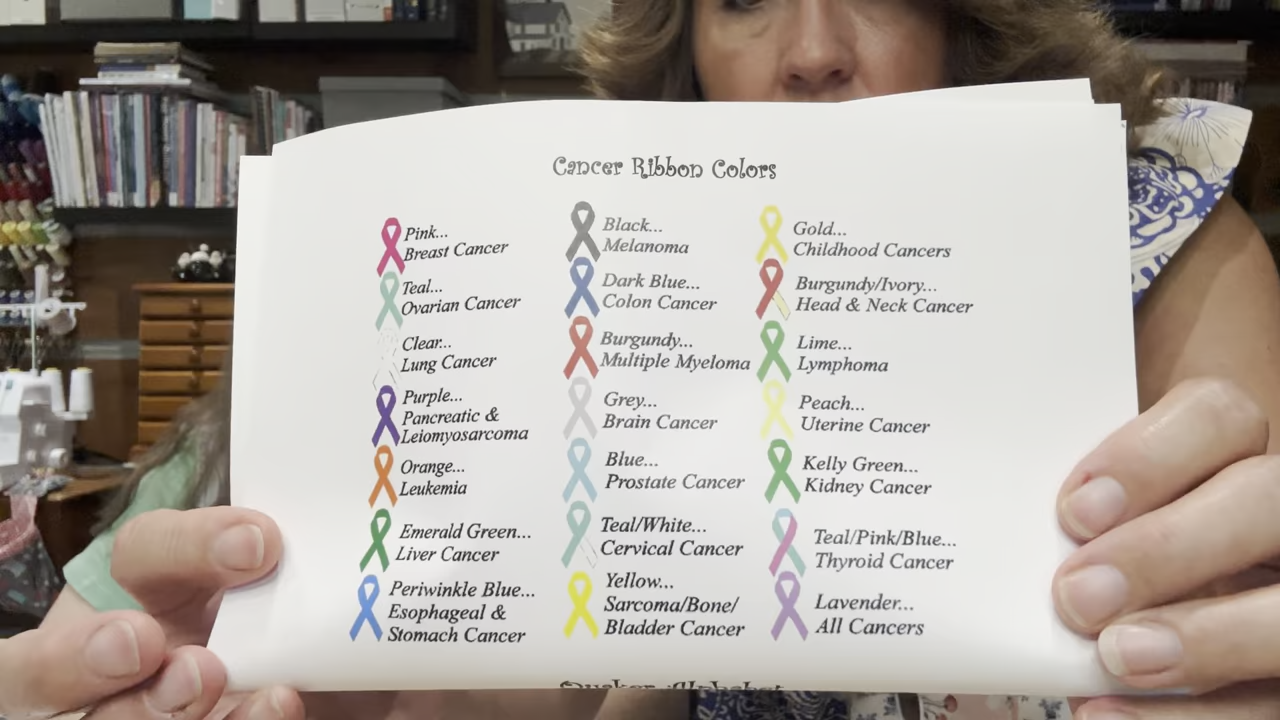 Cancer Ribbon Colors
Pink...
Breast Cancer
Teal...
Ovarian Cancer
Clear...
Lung Cancer
Purple...
Pancreatic &
Leiomyosarcoma
Orange...
Leukemia
Emerald Green...
Liver Cancer
Periwinkle Blue...
Esophageal &
Stomach Cancer
Black...
Melanoma
Dark Blue...
Colon Cancer
Burgundy...
Multiple Myeloma
Grey...
Brain Cancer
Blue...
Prostate Cancer
Teal/White...
Cervical Cancer
Yellow...
Sarcoma/Bone/
Bladder Cancer
Gold...
Childhood Cancers
Burgundy/Ivory...
Head & Neck Cancer
Lime...
Lymphoma
Peach...
Uterine Cancer
Kelly Green...
Kidney Cancer
Teal/Pink/Blue...
Thyroid Cancer
Lavender...
All Cancers
Quaker Alphabet